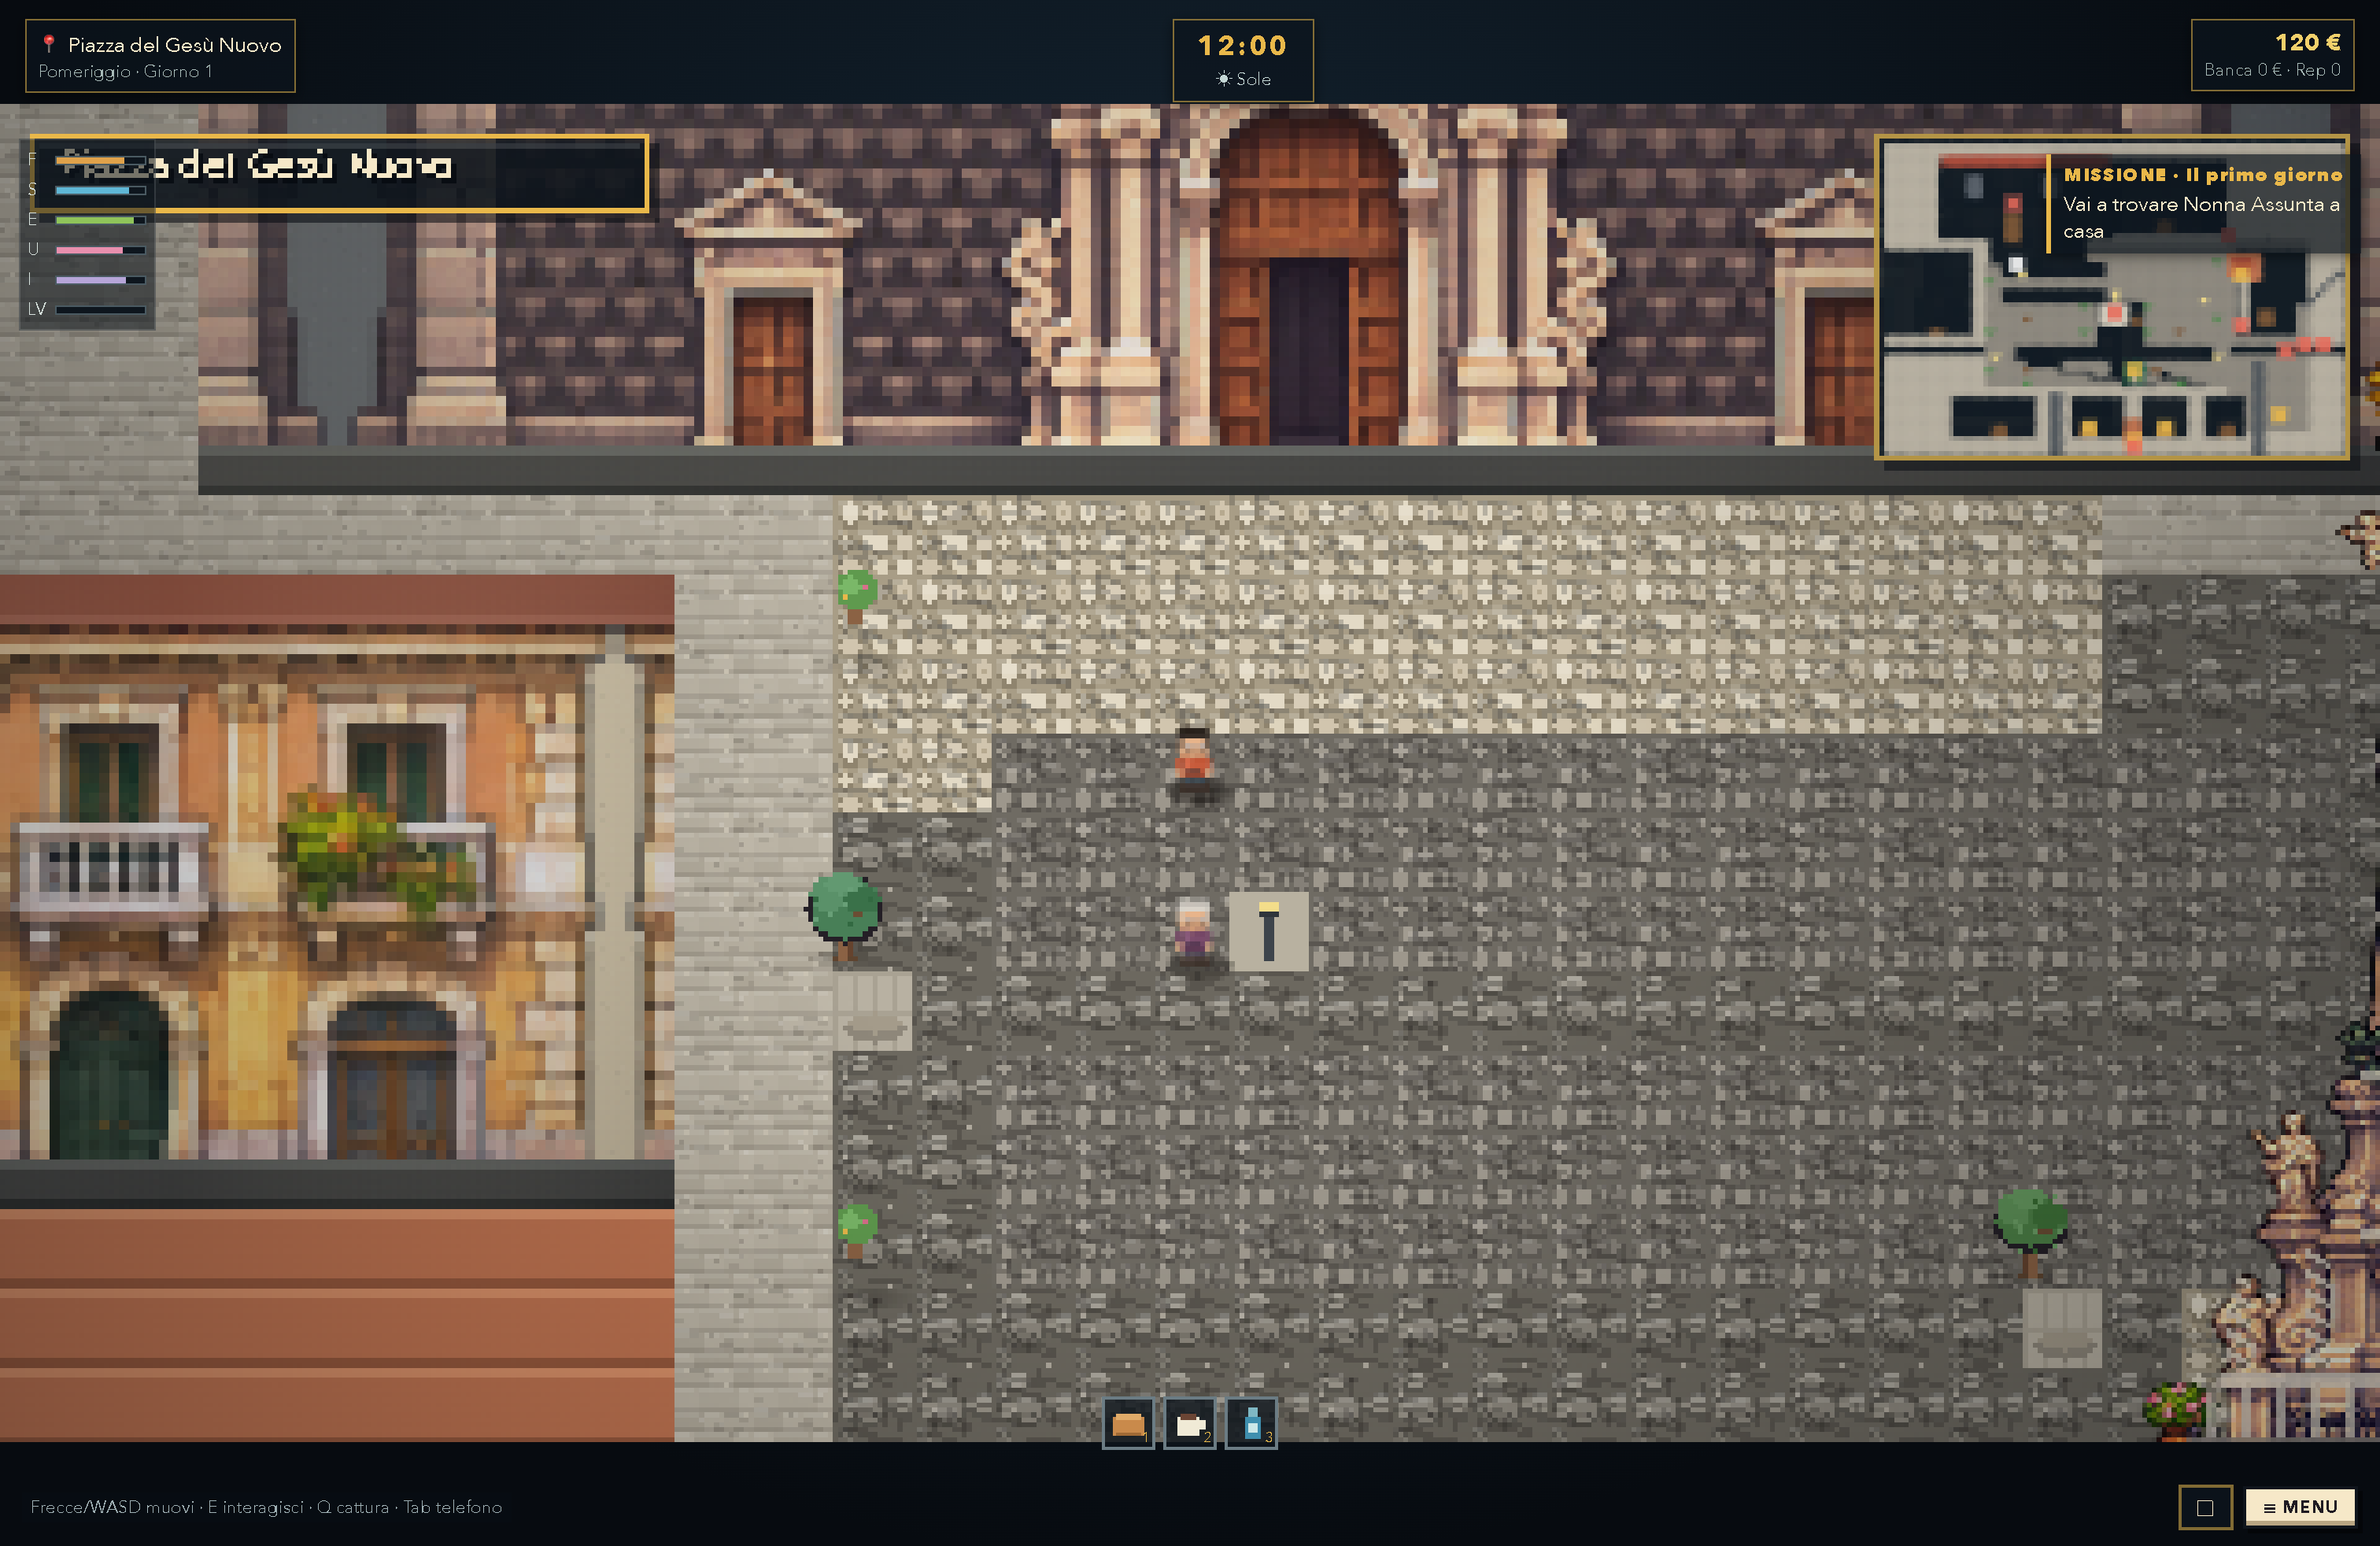 Piazza del Gesù Nuovo
Pomeriggio · Giorno 1
12:00
☀ Sole
120 €
Banca 0 € · Rep 0
del Gesù Nuovo
F
S
E
U
I
LV
MISSIONE · Il primo giorno
Vai a trovare Nonna Assunta a
casa
1 2 3
Frecce/WASD muovi · E interagisci · Q cattura · Tab telefono
≡ MENU